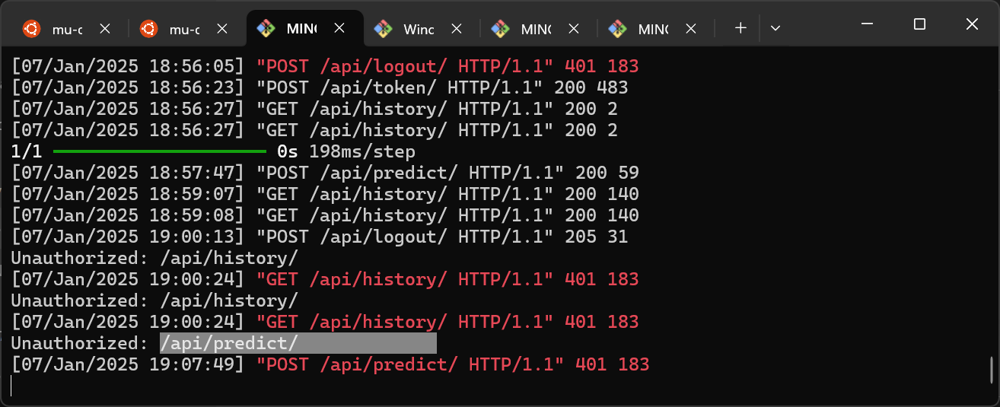 mu-c mu-c MINC Winc MINC MINC
[07/Jan/2025 18:56:05] "POST /api/logout/ HTTP/1.1" 401 183
[07/Jan/2025 18:56:23] "POST /api/token/ HTTP/1.1" 200 483
[07/Jan/2025 18:56:27] "GET /api/history/ HTTP/1.1" 200 2
[07/Jan/2025 18:56:27] "GET /api/history/ HTTP/1.1" 200 2
1/1 0s 198ms/step
[07/Jan/2025 18:57:47] "POST /api/predict/ HTTP/1.1" 200 59
[07/Jan/2025 18:59:07] "GET /api/history/ HTTP/1.1" 200 140
[07/Jan/2025 18:59:08] "GET /api/history/ HTTP/1.1" 200 140
[07/Jan/2025 19:00:13] "POST /api/logout/ HTTP/1.1" 205 31
Unauthorized: /api/history/
[07/Jan/2025 19:00:24] "GET /api/history/ HTTP/1.1" 401 183
Unauthorized: /api/history/
[07/Jan/2025 19:00:24] "GET /api/history/ HTTP/1.1" 401 183
Unauthorized: /api/predict/
[07/Jan/2025 19:07:49] "POST /api/predict/ HTTP/1.1" 401 183